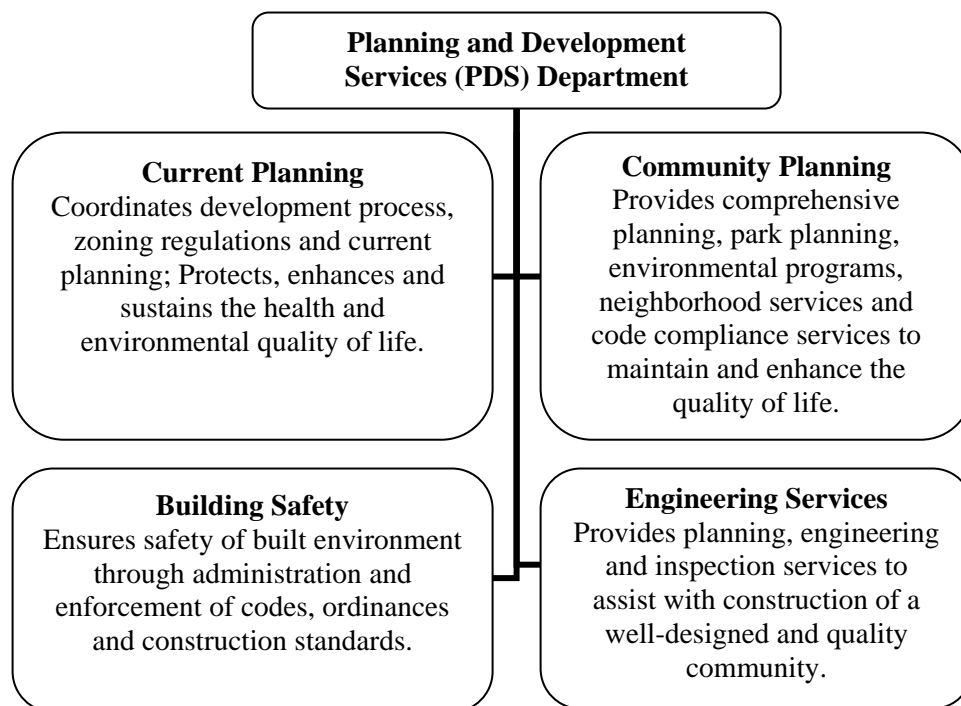 Planning and Development
Services (PDS) Department
Current Planning
Coordinates development process,
zoning regulations and current
planning; Protects, enhances and
sustains the health and
environmental quality of life.
Community Planning
Provides comprehensive
planning, park planning,
environmental programs,
neighborhood services and
code compliance services to
maintain and enhance the
quality of life.
Building Safety
Ensures safety of built environment
through administration and
enforcement of codes, ordinances
and construction standards.
Engineering Services
Provides planning, engineering
and inspection services to
assist with construction of a
well-designed and quality
community.